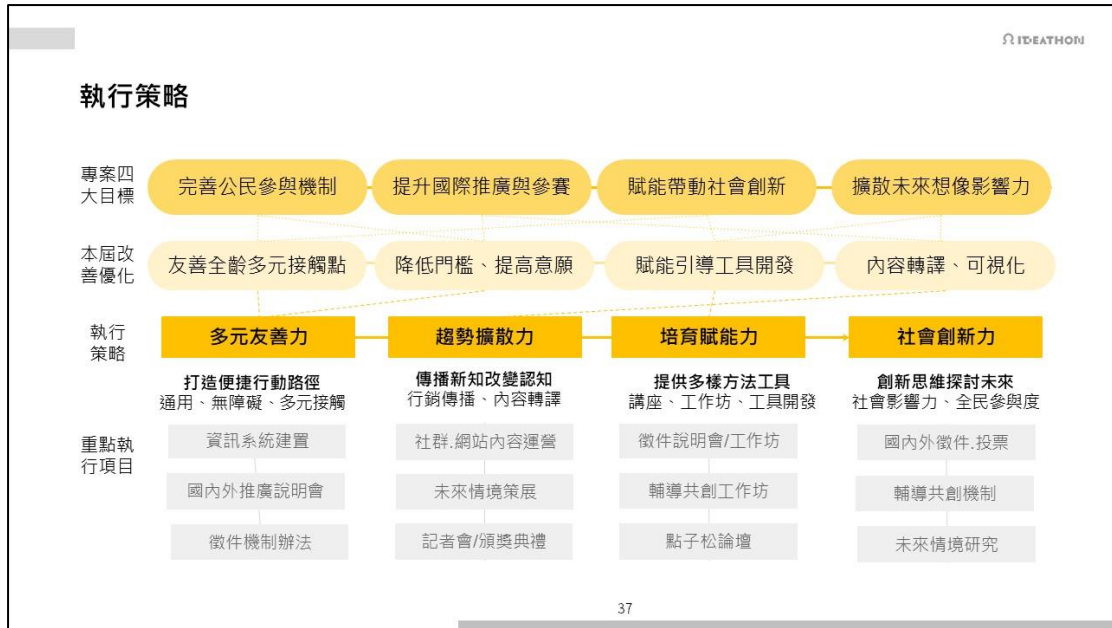 IDEATHON
執行策略
專案四
大目標
完善公民參與機制
提升國際推廣與參賽
賦能帶動社會創新
擴散未來想像影響力
本屆改
善優化
友善全齡多元接觸點
降低門檻、提高意願
賦能引導工具開發
內容轉譯、可視化
執行
策略
多元友善力
趨勢擴散力
培育賦能力
社會創新力
打造便捷行動路徑
通用、無障礙、多元接觸
傳播新知改變認知
行銷傳播、內容轉譯
提供多樣方法工具
講座、工作坊、工具開發
創新思維探討未來
社會影響力、全民參與度
重點執
行項目
資訊系統建置
社群.網站內容運營
徵件說明會/工作坊
國內外徵件.投票
國內外推廣說明會
未來情境策展
輔導共創工作坊
輔導共創機制
徵件機制辦法
記者會/頒獎典禮
點子松論壇
未來情境研究
37